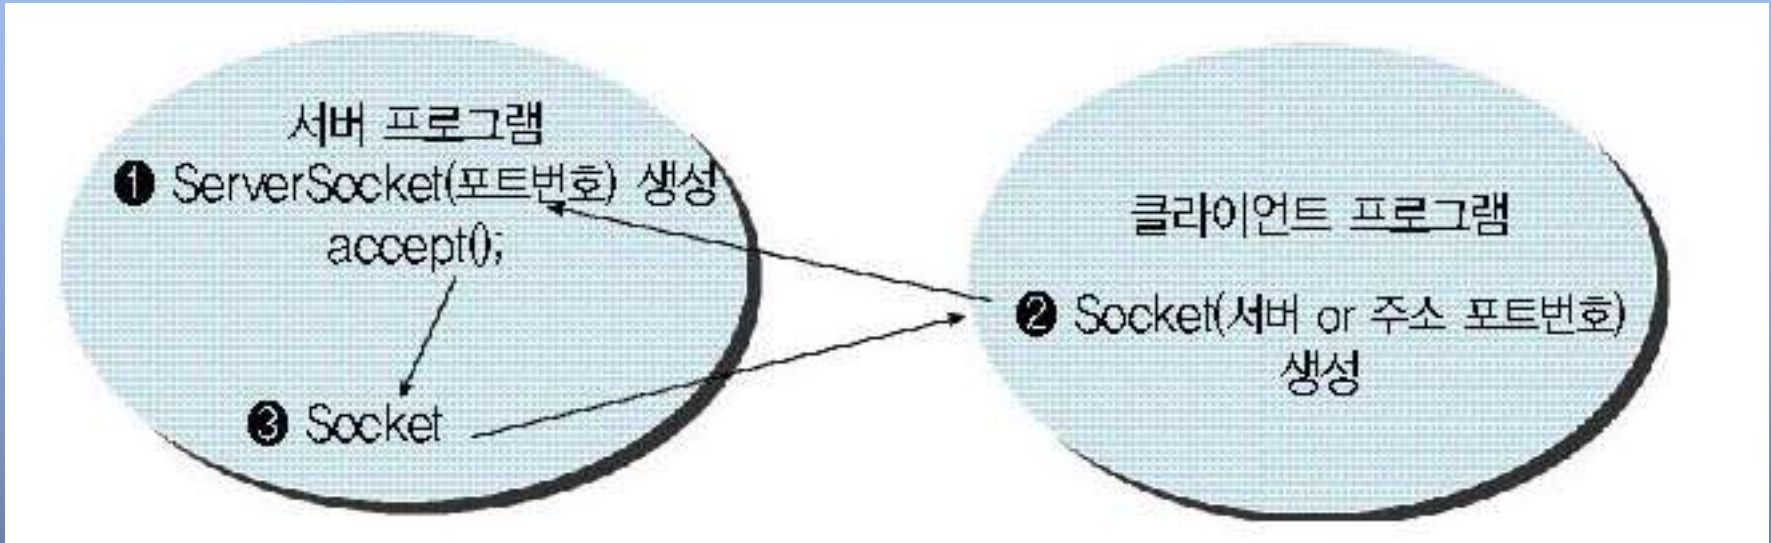 서버 프로그램
❶ ServerSocket(포트번호) 생성
accept();
❸ Socket
클라이언트 프로그램
❷ Socket(서버 or 주소 포트번호)
생성